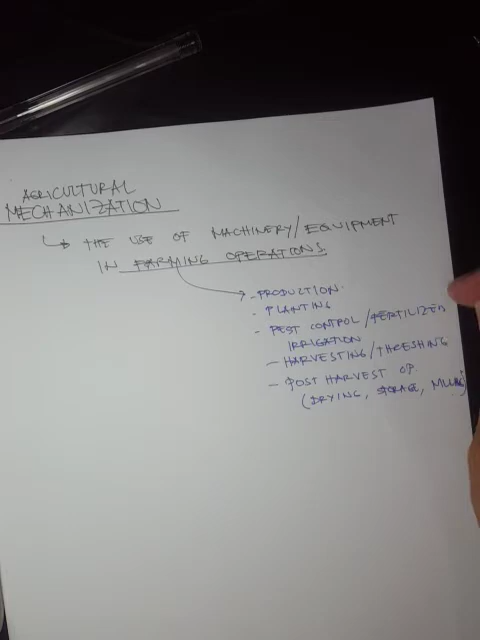 AGRICULTURAL
MECHANIZATION
↳ THE USE OF MACHINERY/EQUIPMENT
IN FARMING OPERATIONS
- PRODUCTION
- PLANTING
- PEST CONTROL/FERTILIZER
IRRIGATION
- HARVESTING/THRESHING
- POST HARVEST OP.
(DRYING, STORAGE, MILLING)